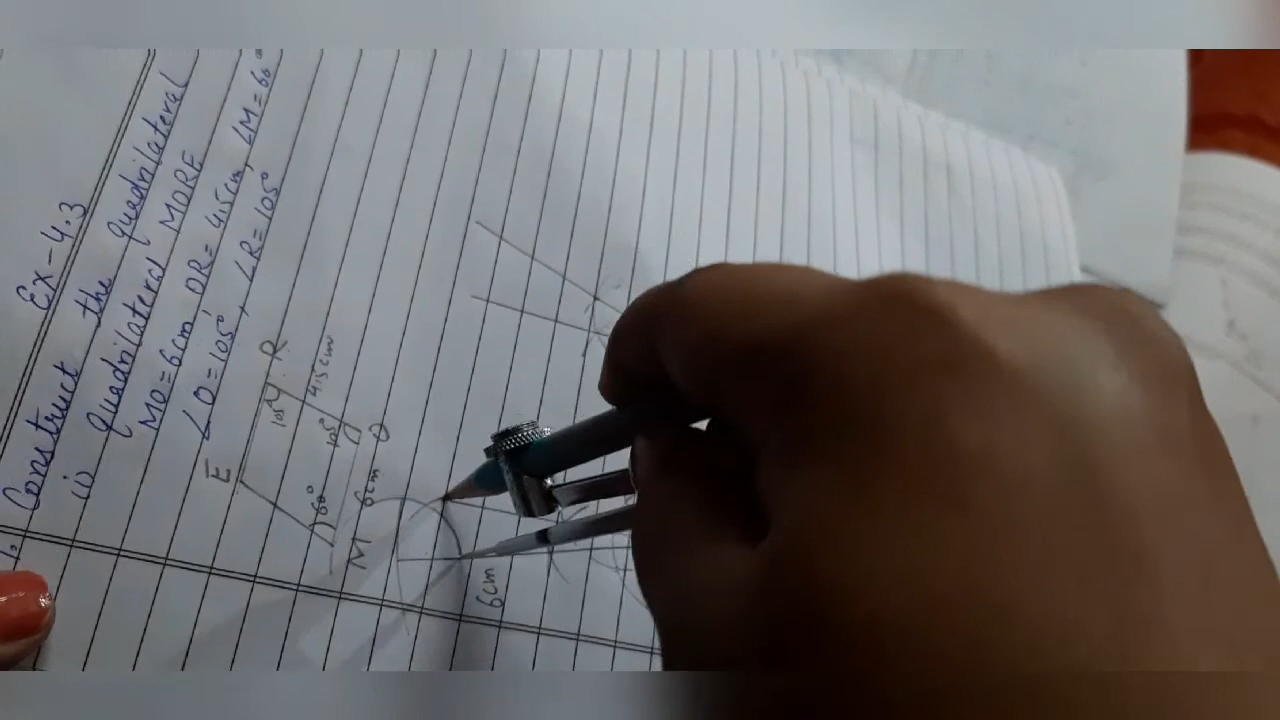 Ex-4.3
1. Construct the quadrilateral
i) quadrilateral MORE
MO=6cm, OR=4.5cm, ∠M=60°
∠O=105°, ∠R=105°
E
R
105°
4.5cm
60°
105°
M
6cm
O
6cm